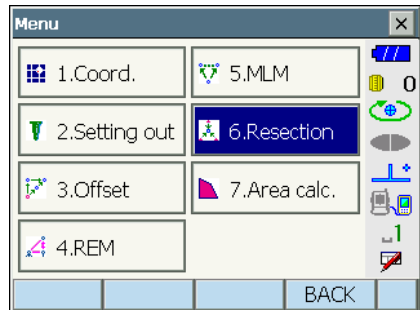 Menu
1.Coord.
5.MLM
0
2.Setting out
6.Resection
3.Offset
7.Area calc.
4.REM
1
BACK